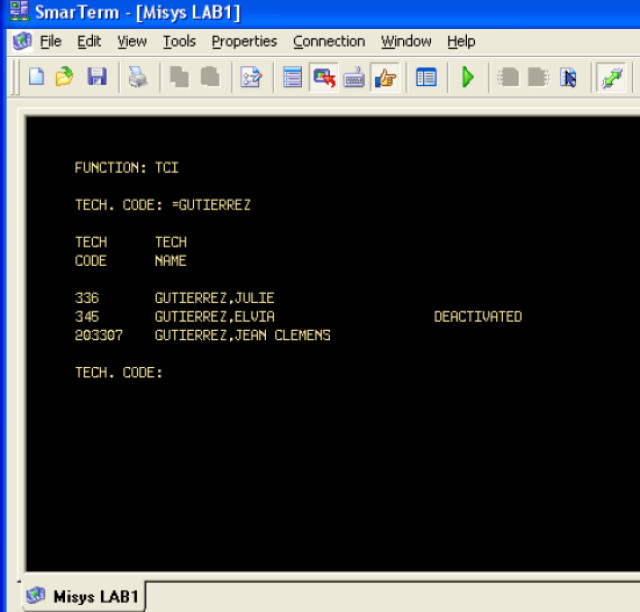 SmarTerm - [Misys LAB1]
File Edit View Tools Properties Connection Window Help
FUNCTION: TCI
TECH. CODE: =GUTIERREZ
TECH TECH
CODE NAME
336 GUTIERREZ,JULIE
345 GUTIERREZ,ELVIA DEACTIVATED
203307 GUTIERREZ,JEAN CLEMENS
TECH. CODE:
Misys LAB1